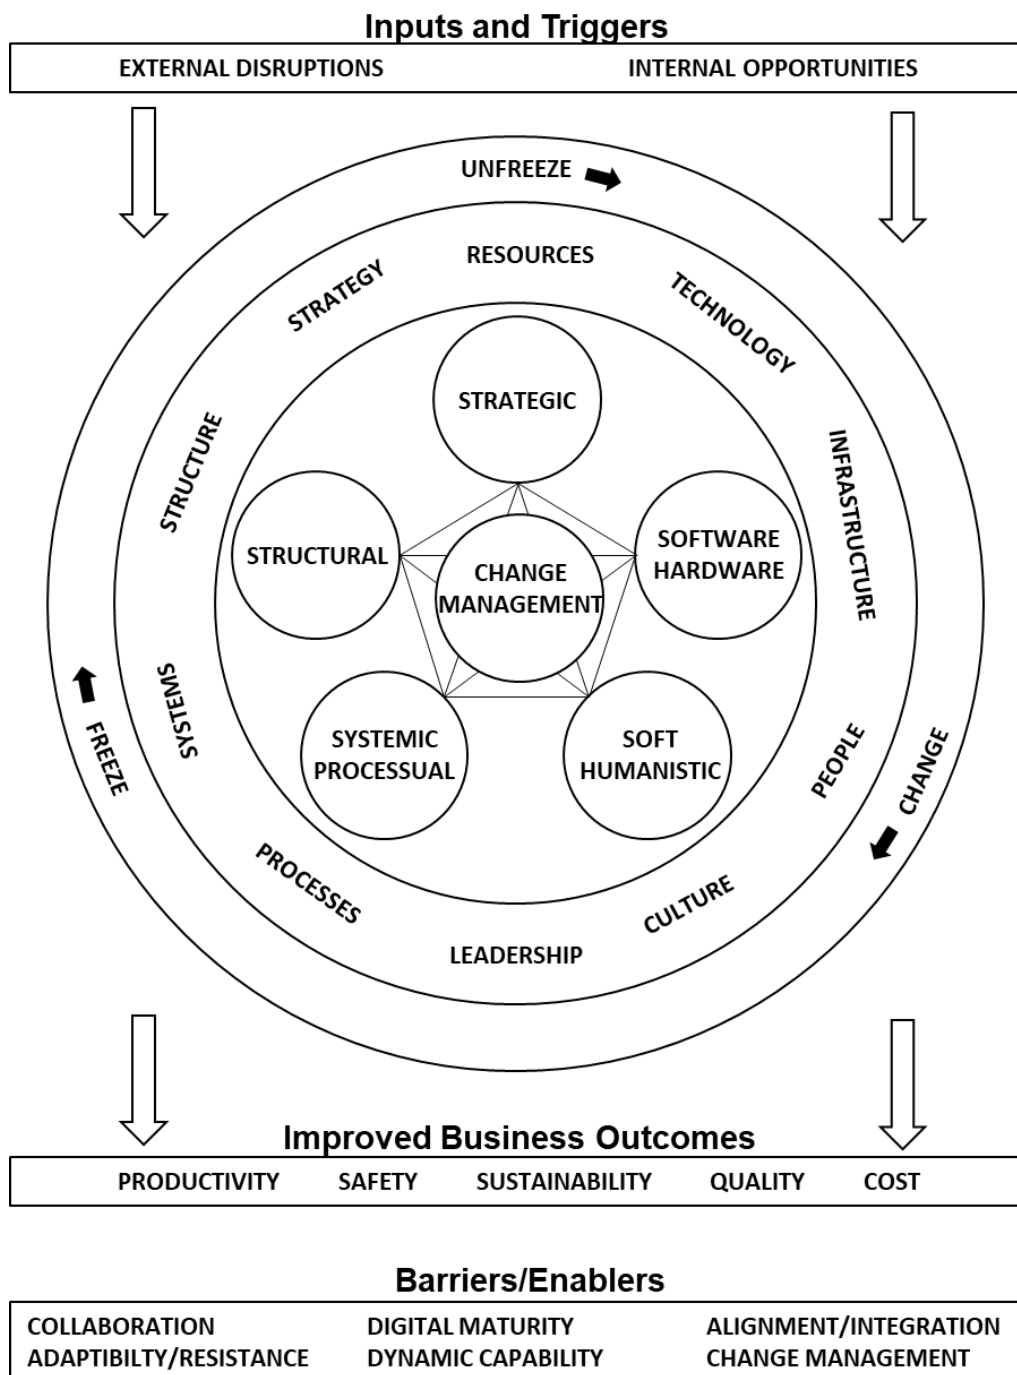 Inputs and Triggers
EXTERNAL DISRUPTIONS INTERNAL OPPORTUNITIES
UNFREEZE
RESOURCES
STRATEGY
TECHNOLOGY
STRATEGIC
STRUCTURE
INFRASTRUCTURE
STRUCTURAL
SOFTWARE
HARDWARE
CHANGE
MANAGEMENT
SYSTEMS
FREEZE
PEOPLE
CHANGE
SYSTEMIC
PROCESSUAL
SOFT
HUMANISTIC
PROCESSES
CULTURE
LEADERSHIP
Improved Business Outcomes
PRODUCTIVITY SAFETY SUSTAINABILITY QUALITY COST
Barriers/Enablers
COLLABORATION DIGITAL MATURITY ALIGNMENT/INTEGRATION
ADAPTIBILTY/RESISTANCE DYNAMIC CAPABILITY CHANGE MANAGEMENT